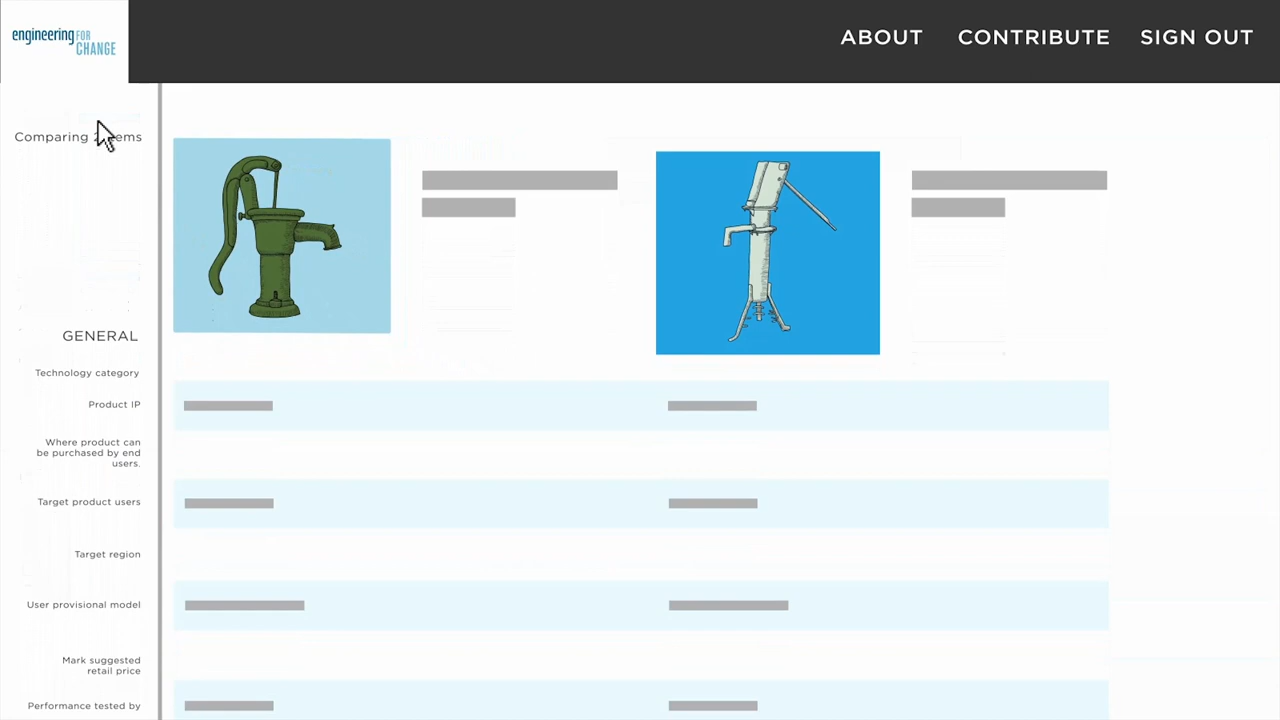 engineering FOR
CHANGE
ABOUT
CONTRIBUTE
SIGN OUT
Comparing
GENERAL
Technology category
Product IP
Where product can
be purchased by end
users.
Target product users
Target region
User provisional model
Mark suggested
retail price
Performance tested by